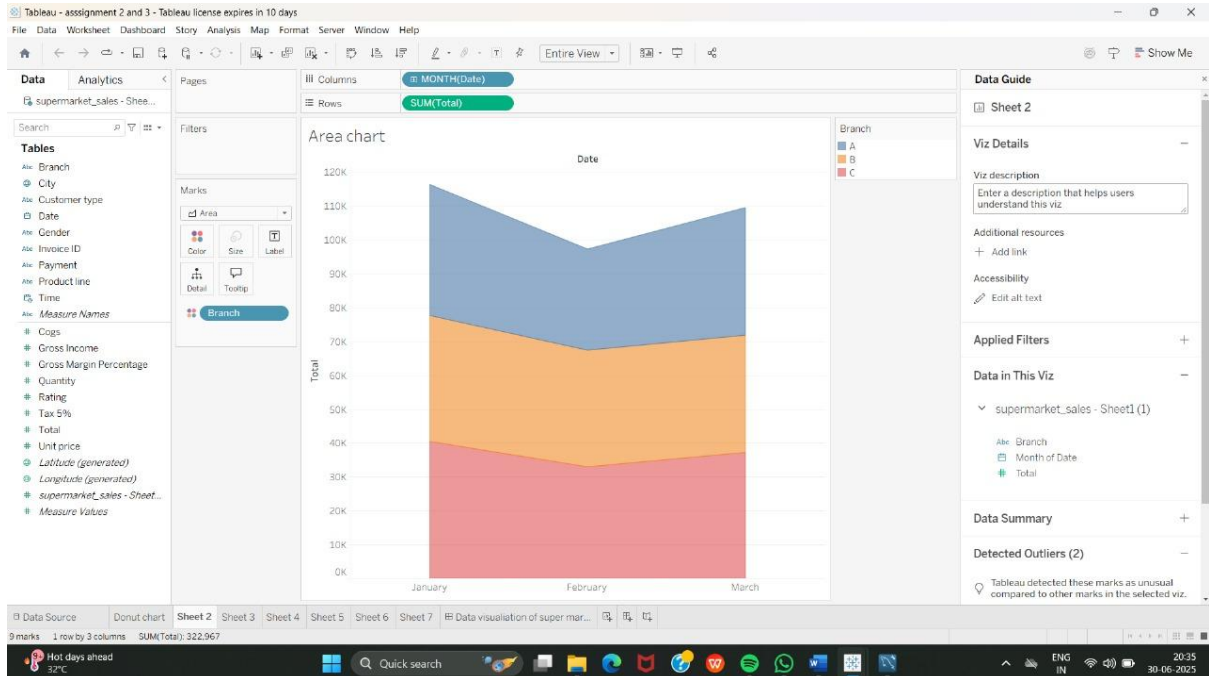 Tableau - asssignment 2 and 3 - Tableau license expires in 10 days
File Data Worksheet Dashboard Story Analysis Map Format Server Window Help
Entire View
Show Me
Data Analytics
supermarket_sales - Shee...
Search
Tables
Abc Branch
City
Abc Customer type
Date
Abc Gender
Abc Invoice ID
Abc Payment
Abc Product line
Time
Abc Measure Names
# Cogs
# Gross Income
# Gross Margin Percentage
# Quantity
# Rating
# Tax 5%
# Total
# Unit price
Latitude (generated)
Longitude (generated)
# supermarket_sales - Sheet...
# Measure Values
Pages
Filters
Marks
Area
Color Size Label
Detail Tooltip
Branch
Columns MONTH(Date)
Rows SUM(Total)
Area chart
Date
120K
110K
100K
90K
80K
70K
60K
50K
40K
30K
20K
10K
0K
Total
January February March
Branch
A
B
C
Data Guide
Sheet 2
Viz Details
Viz description
Enter a description that helps users
understand this viz
Additional resources
+ Add link
Accessibility
Edit alt text
Applied Filters
Data in This Viz
supermarket_sales - Sheet1 (1)
Abc Branch
Month of Date
# Total
Data Summary
Detected Outliers (2)
Tableau detected these marks as unusual
compared to other marks in the selected viz.
Data Source Donut chart Sheet 2 Sheet 3 Sheet 4 Sheet 5 Sheet 6 Sheet 7 Data visualiation of super mar...
9 marks 1 row by 3 columns SUM(Total): 322,967
Hot days ahead
32°C
Quick search
ENG
IN
20:35
30-06-2025